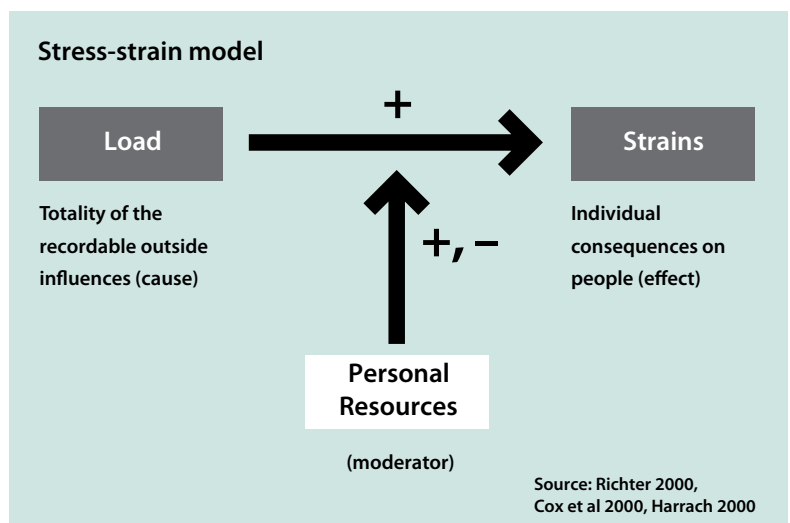 Stress-strain model
+
Load
Strains
Totality of the
recordable outside
influences (cause)
Individual
consequences on
people (effect)
+, –
Personal
Resources
(moderator)
Source: Richter 2000,
Cox et al 2000, Harrach 2000